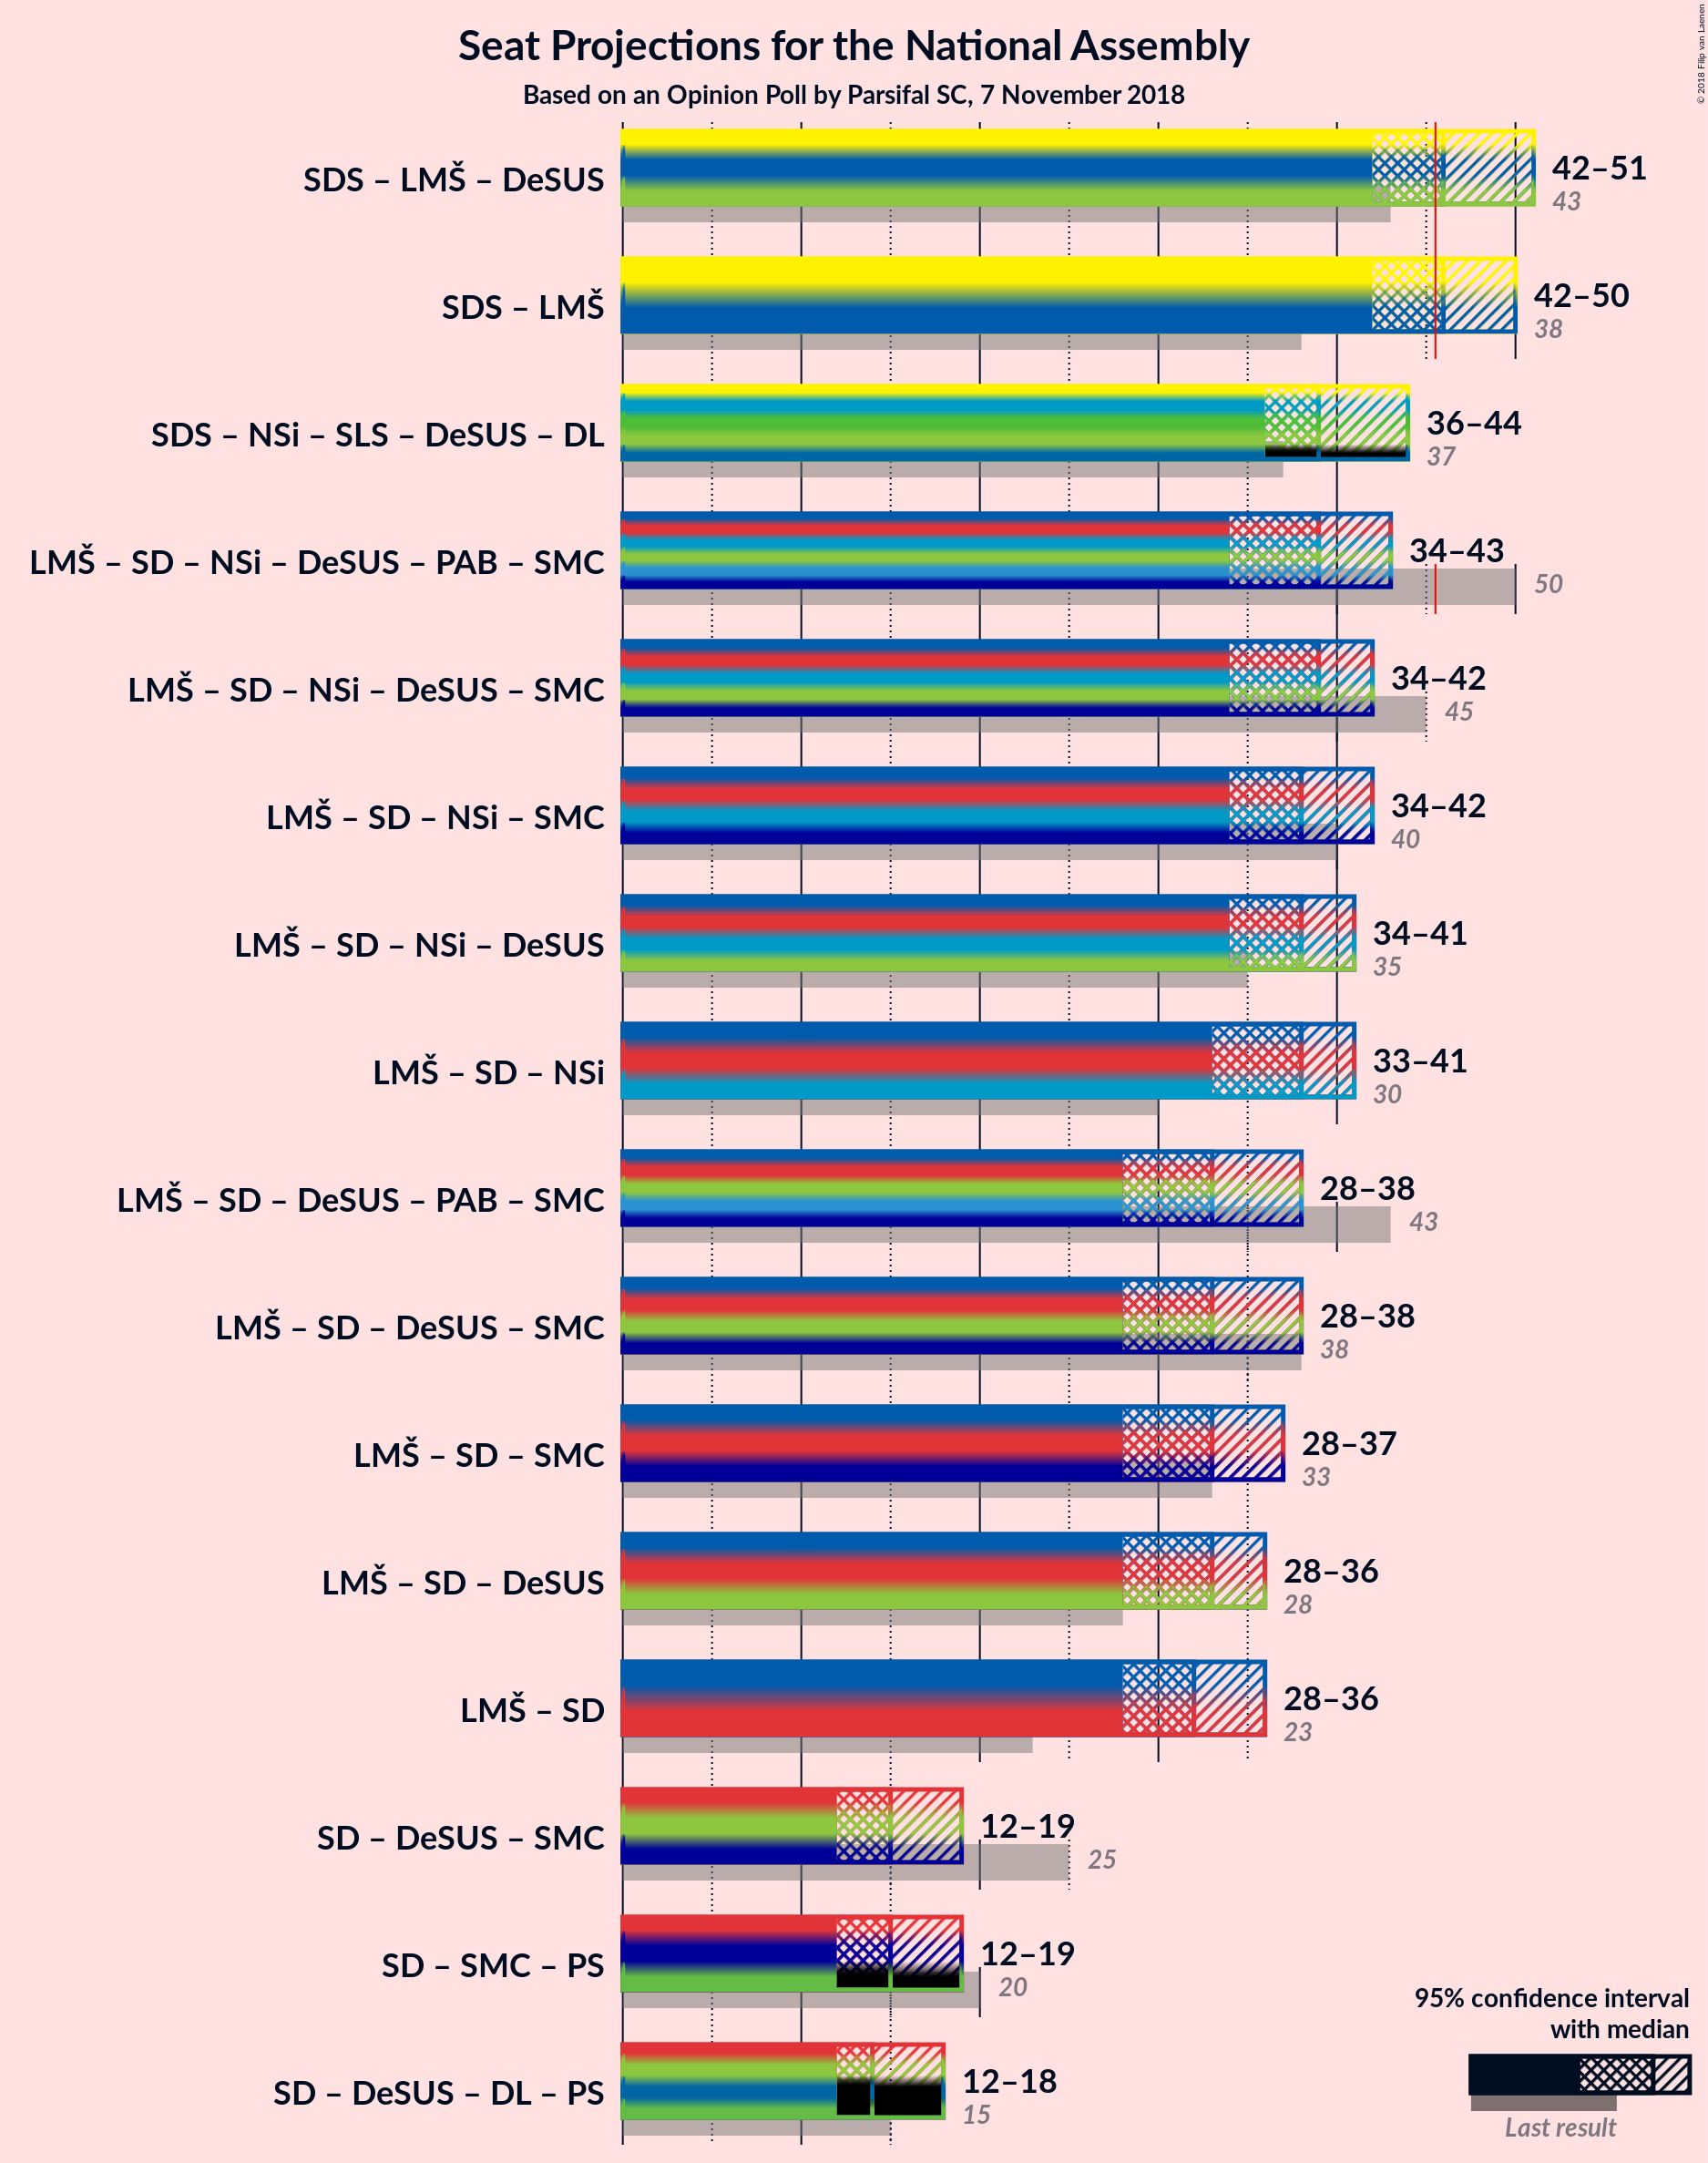 Seat Projections for the National Assembly
Based on an Opinion Poll by Parsifal SC, 7 November 2018
© 2018 Filip van Laenen
SDS – LMŠ – DeSUS
42–51
43
SDS – LMŠ
42–50
38
SDS – NSi – SLS – DeSUS – DL
36–44
37
LMŠ – SD – NSi – DeSUS – PAB – SMC
34–43
50
LMŠ – SD – NSi – DeSUS – SMC
34–42
45
LMŠ – SD – NSi – SMC
34–42
40
LMŠ – SD – NSi – DeSUS
34–41
35
LMŠ – SD – NSi
33–41
30
LMŠ – SD – DeSUS – PAB – SMC
28–38
43
LMŠ – SD – DeSUS – SMC
28–38
38
LMŠ – SD – SMC
28–37
33
LMŠ – SD – DeSUS
28–36
28
LMŠ – SD
28–36
23
SD – DeSUS – SMC
12–19
25
SD – SMC – PS
12–19
20
SD – DeSUS – DL – PS
12–18
15
95% confidence interval
with median
Last result